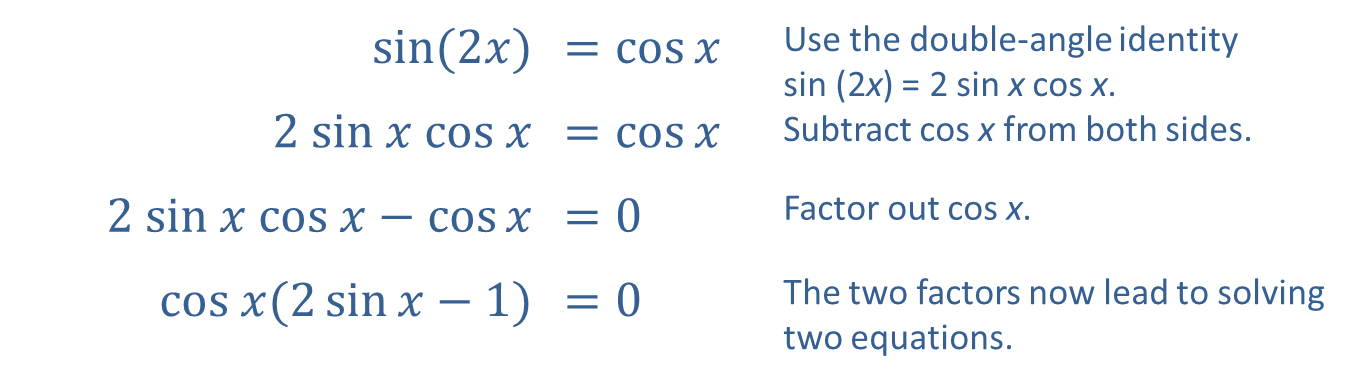 sin(2x) = cos x
Use the double-angle identity
sin (2x) = 2 sin x cos x.
2 sin x cos x = cos x
Subtract cos x from both sides.
2 sin x cos x − cos x = 0
Factor out cos x.
cos x(2 sin x − 1) = 0
The two factors now lead to solving
two equations.